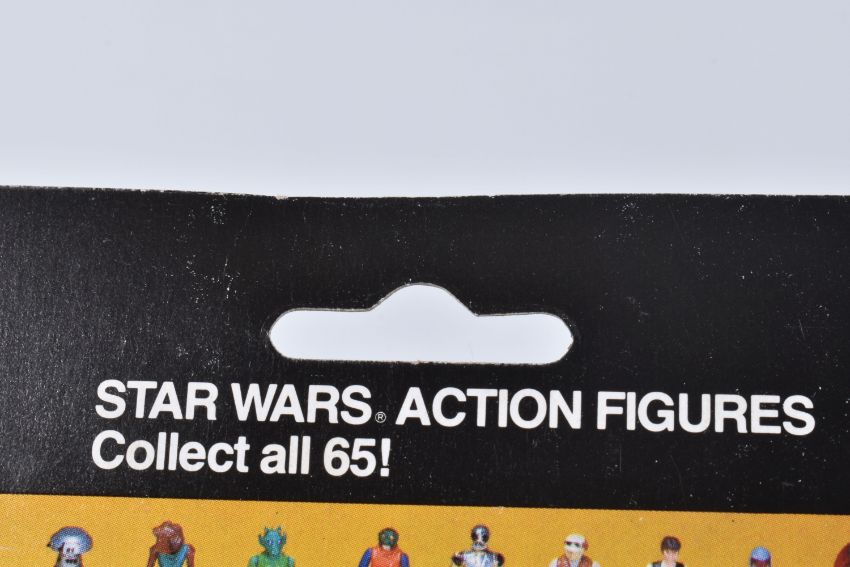 STAR WARS® ACTION FIGURES
Collect all 65!